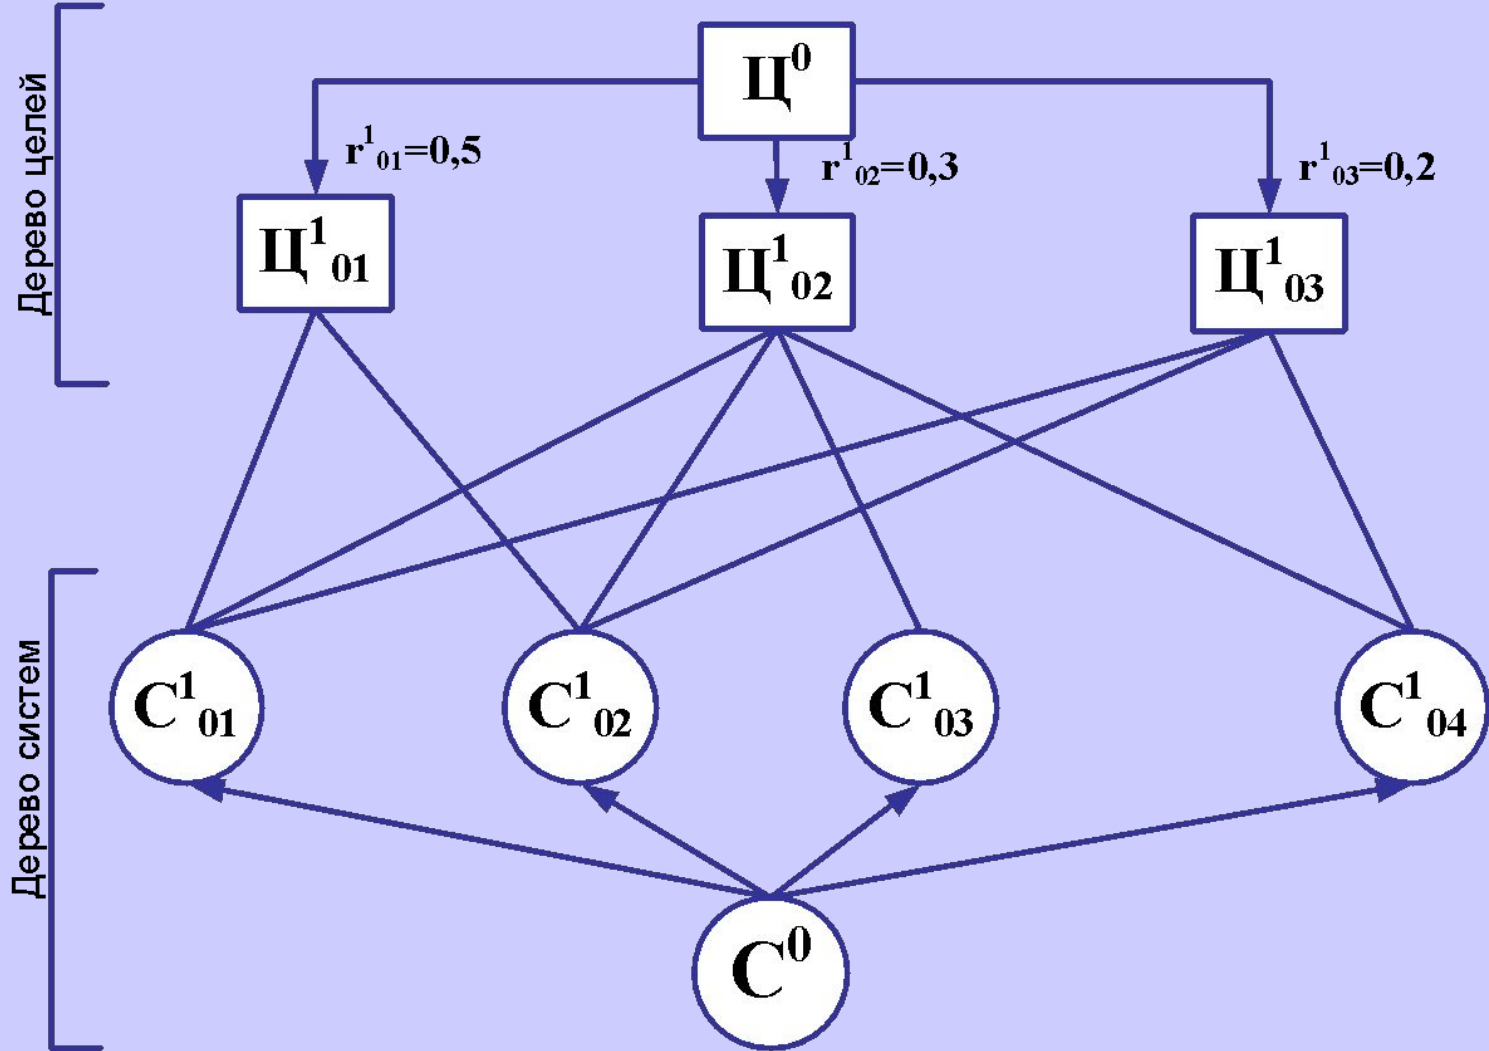 Дерево целей
Ц⁰
r¹₀₁=0,5
r¹₀₂=0,3
r¹₀₃=0,2
Ц¹₀₁
Ц¹₀₂
Ц¹₀₃
Дерево систем
С¹₀₁
С¹₀₂
С¹₀₃
С¹₀₄
С⁰